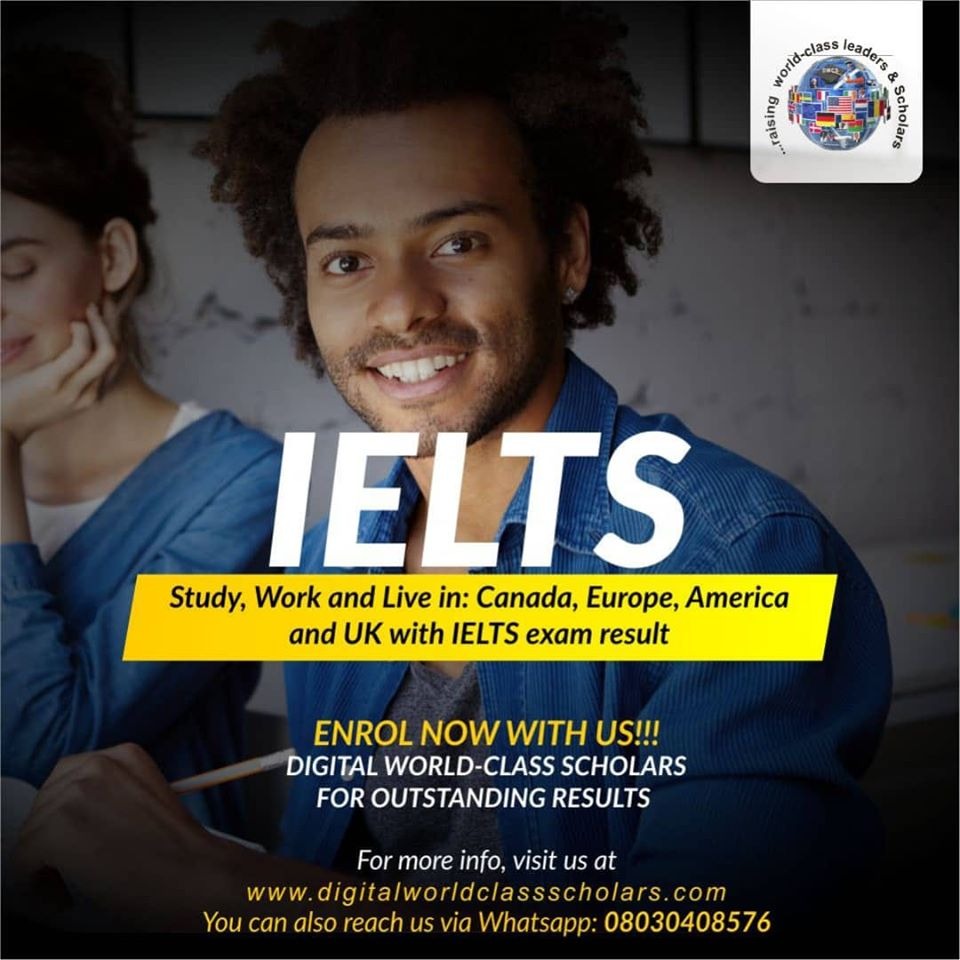 ...raising world-class leaders & Scholars
IELTS
Study, Work and Live in: Canada, Europe, America
and UK with IELTS exam result
ENROL NOW WITH US!!!
DIGITAL WORLD-CLASS SCHOLARS
FOR OUTSTANDING RESULTS
For more info, visit us at
www.digitalworldclassscholars.com
You can also reach us via Whatsapp: 08030408576